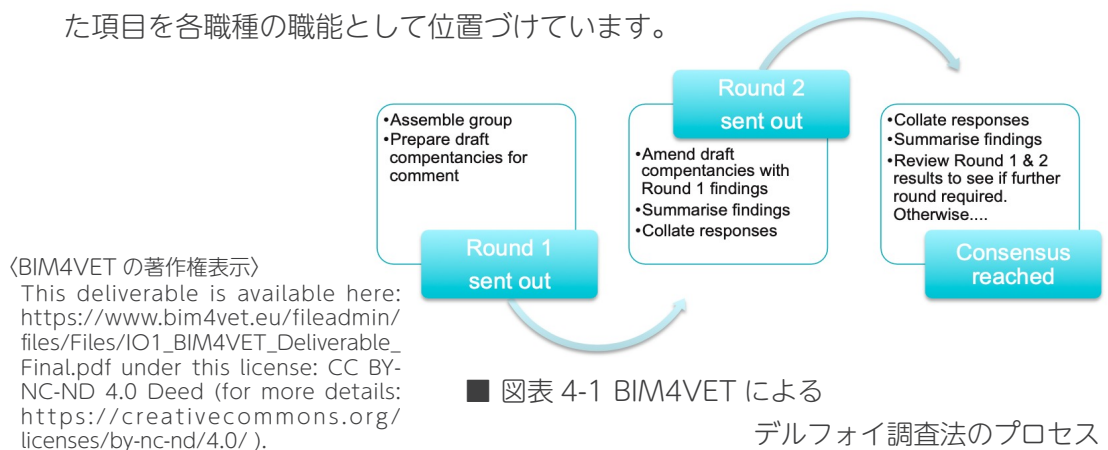 た項目を各職種の職能として位置づけています。
•Assemble group
•Prepare draft
compentancies for
comment
Round 1
sent out
Round 2
sent out
•Amend draft
compentancies with
Round 1 findings
•Summarise findings
•Collate responses
•Collate responses
•Summarise findings
•Review Round 1 & 2
results to see if further
round required.
Otherwise....
Consensus
reached
〈BIM4VET の著作権表示〉
This deliverable is available here:
https://www.bim4vet.eu/fileadmin/
files/Files/IO1_BIM4VET_Deliverable_
Final.pdf under this license: CC BY-
NC-ND 4.0 Deed (for more details:
https://creativecommons.org/
licenses/by-nc-nd/4.0/ ).
■ 図表 4-1 BIM4VET による
デルフォイ調査法のプロセス